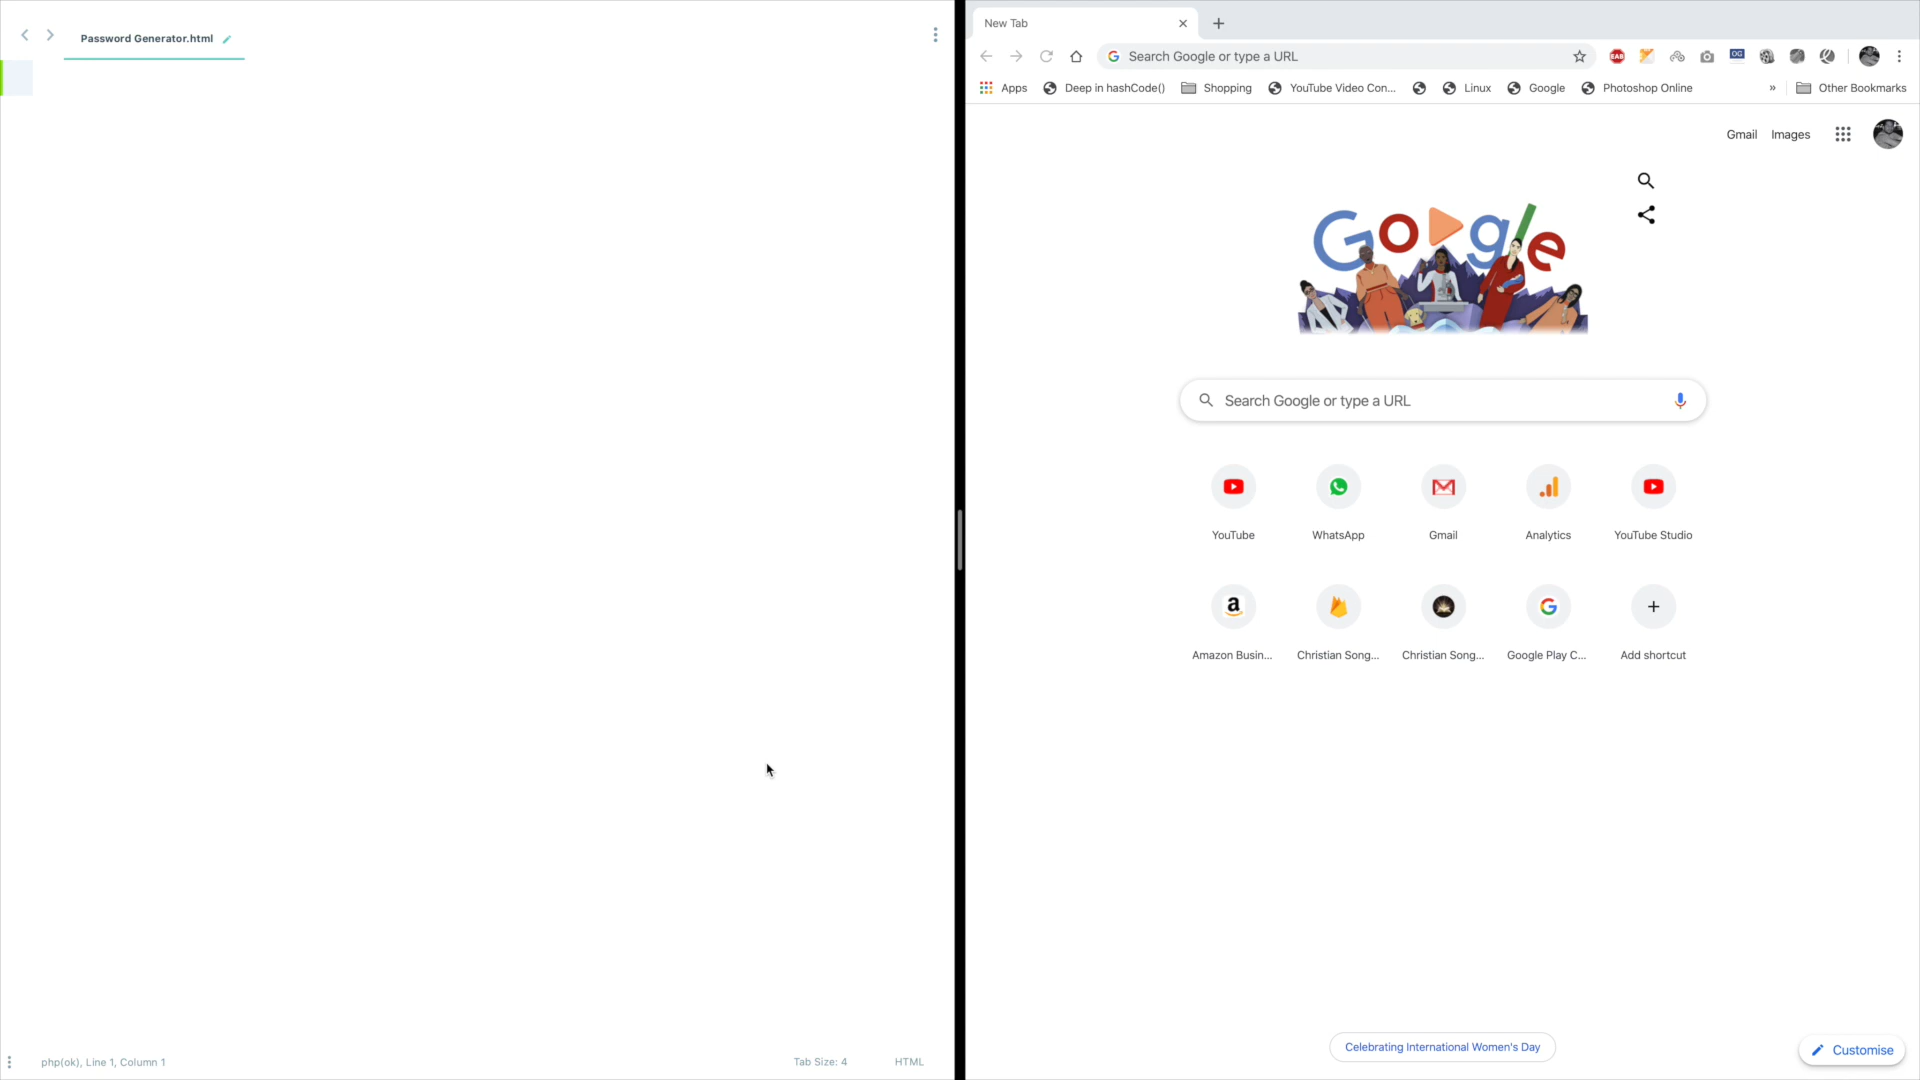 Password Generator.html
php(ok), Line 1, Column 1
Tab Size: 4
HTML
New Tab
Search Google or type a URL
EAB
OG
Apps
Deep in hashCode()
Shopping
YouTube Video Con...
Linux
Google
Photoshop Online
»
Other Bookmarks
Gmail
Images
Google
Search Google or type a URL
YouTube
WhatsApp
Gmail
Analytics
YouTube Studio
Amazon Busin...
Christian Song...
Christian Song...
Google Play C...
Add shortcut
Celebrating International Women's Day
Customise